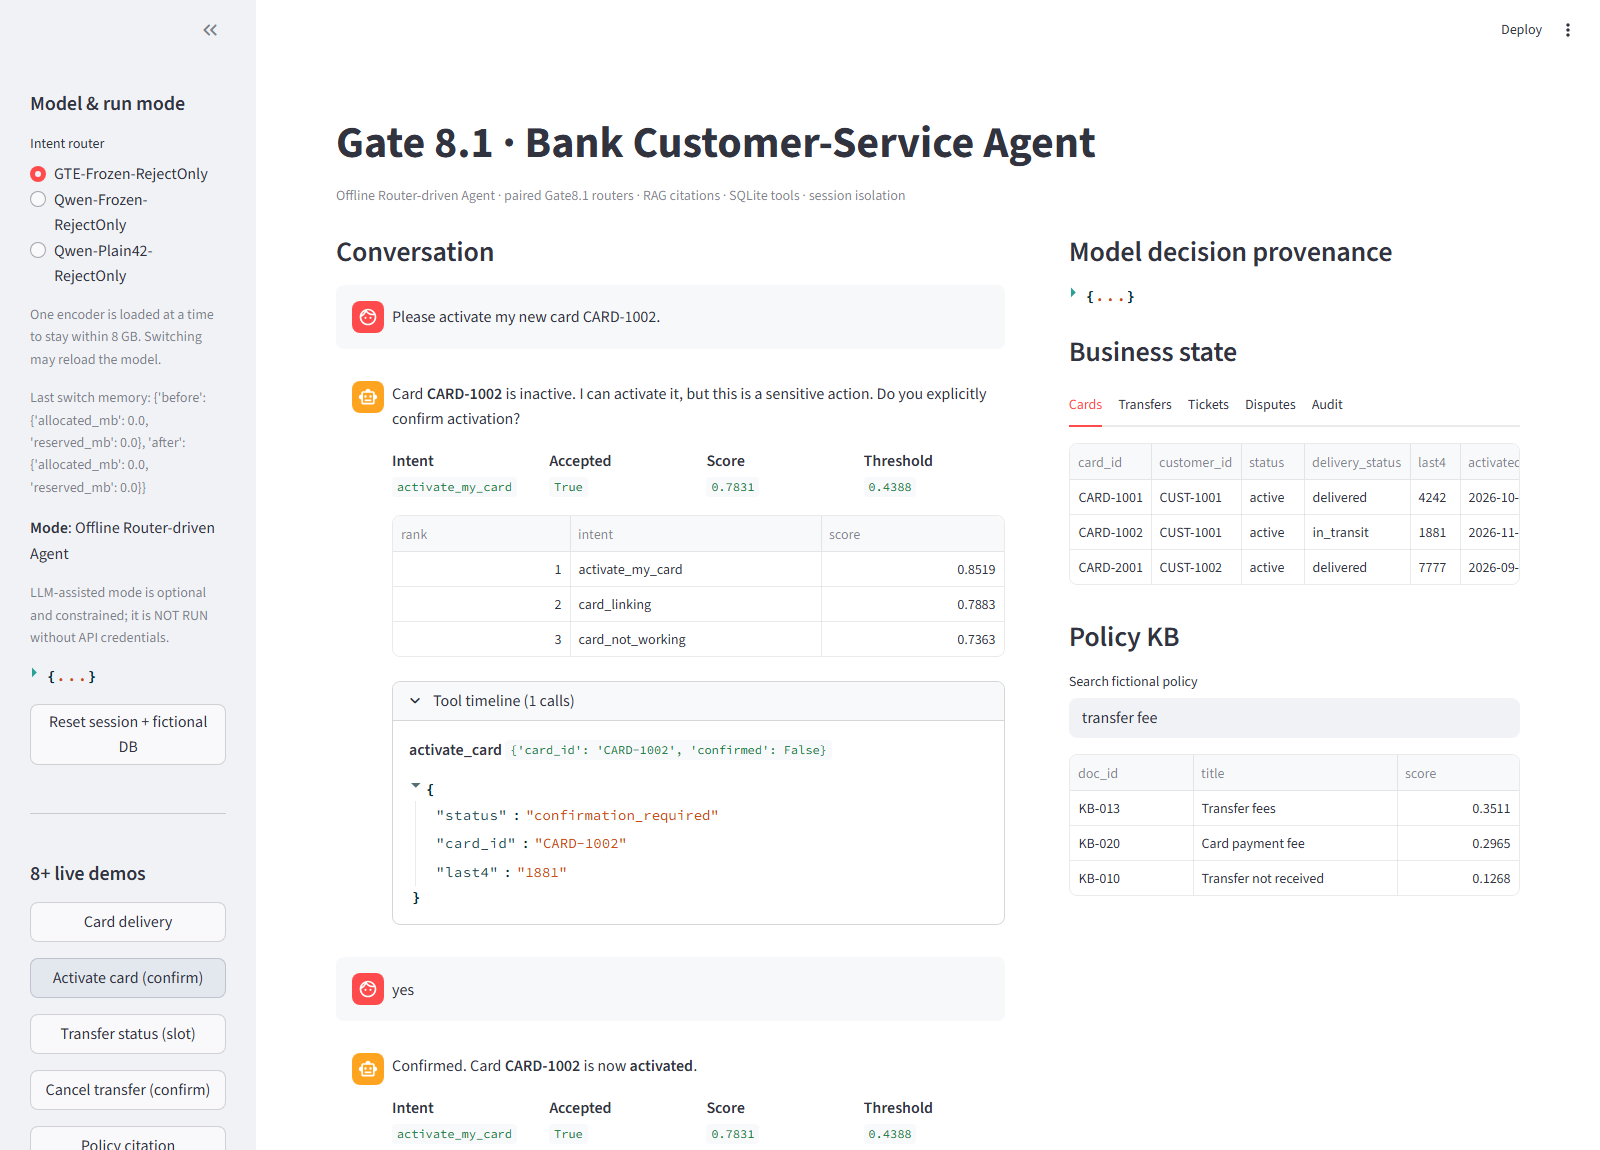 Deploy
Model & run mode
Intent router
GTE-Frozen-RejectOnly
Qwen-Frozen-
RejectOnly
Qwen-Plain42-
RejectOnly
One encoder is loaded at a time
to stay within 8 GB. Switching
may reload the model.
Last switch memory: {'before':
{'allocated_mb': 0.0,
'reserved_mb': 0.0}, 'after':
{'allocated_mb': 0.0,
'reserved_mb': 0.0}}
Mode: Offline Router-driven
Agent
LLM-assisted mode is optional
and constrained; it is NOT RUN
without API credentials.
{...}
Reset session + fictional
DB
8+ live demos
Card delivery
Activate card (confirm)
Transfer status (slot)
Cancel transfer (confirm)
Policy citation
Gate 8.1 · Bank Customer-Service Agent
Offline Router-driven Agent · paired Gate8.1 routers · RAG citations · SQLite tools · session isolation
Conversation
Please activate my new card CARD-1002.
Card CARD-1002 is inactive. I can activate it, but this is a sensitive action. Do you explicitly
confirm activation?
Intent Accepted Score Threshold
activate_my_card True 0.7831 0.4388
rank intent score
1 activate_my_card 0.8519
2 card_linking 0.7883
3 card_not_working 0.7363
Tool timeline (1 calls)
activate_card {'card_id': 'CARD-1002', 'confirmed': False}
{
"status" : "confirmation_required"
"card_id" : "CARD-1002"
"last4" : "1881"
}
yes
Confirmed. Card CARD-1002 is now activated.
Intent Accepted Score Threshold
activate_my_card True 0.7831 0.4388
Model decision provenance
{...}
Business state
Cards Transfers Tickets Disputes Audit
card_id customer_id status delivery_status last4 activated
CARD-1001 CUST-1001 active delivered 4242 2026-10-
CARD-1002 CUST-1001 active in_transit 1881 2026-11-
CARD-2001 CUST-1002 active delivered 7777 2026-09-
Policy KB
Search fictional policy
transfer fee
doc_id title score
KB-013 Transfer fees 0.3511
KB-020 Card payment fee 0.2965
KB-010 Transfer not received 0.1268